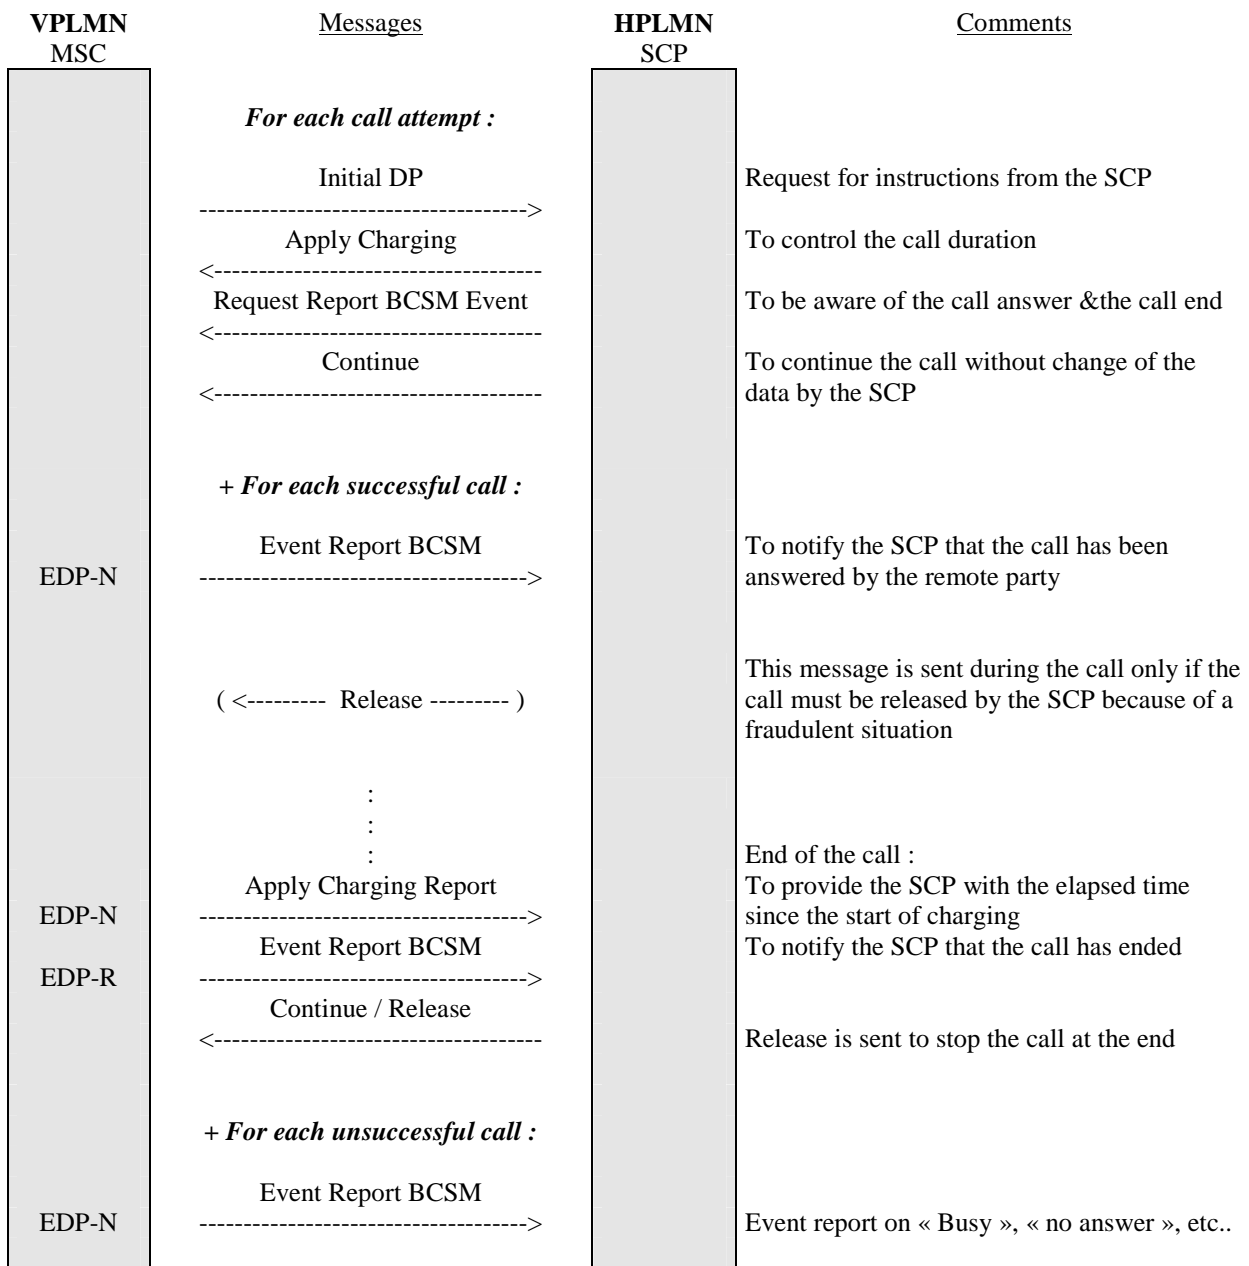 VPLMN Messages HPLMN Comments
MSC SCP
For each call attempt :
Initial DP Request for instructions from the SCP
------------------------------------->
Apply Charging To control the call duration
<-------------------------------------
Request Report BCSM Event To be aware of the call answer &the call end
<-------------------------------------
Continue To continue the call without change of the
<------------------------------------- data by the SCP
+ For each successful call :
Event Report BCSM To notify the SCP that the call has been
EDP-N -------------------------------------> answered by the remote party
This message is sent during the call only if the
( <--------- Release --------- ) call must be released by the SCP because of a
fraudulent situation
:
:
: End of the call :
Apply Charging Report To provide the SCP with the elapsed time
EDP-N -------------------------------------> since the start of charging
Event Report BCSM To notify the SCP that the call has ended
EDP-R ------------------------------------->
Continue / Release
<------------------------------------- Release is sent to stop the call at the end
+ For each unsuccessful call :
Event Report BCSM
EDP-N -------------------------------------> Event report on « Busy », « no answer », etc..